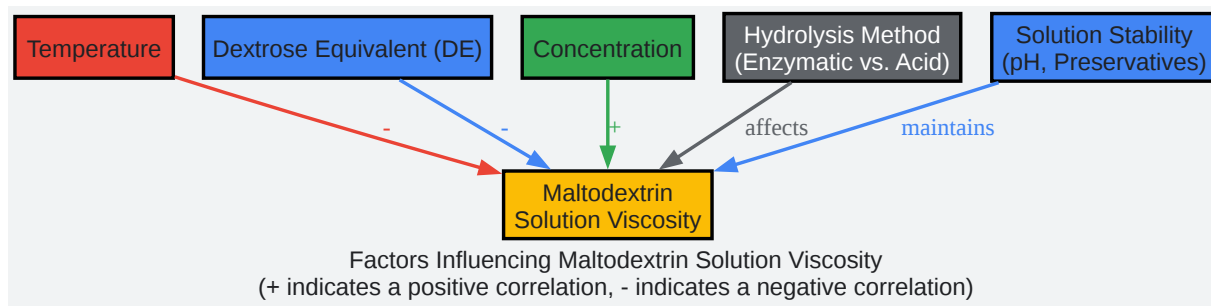 Temperature
Dextrose Equivalent (DE)
Concentration
Hydrolysis Method
(Enzymatic vs. Acid)
Solution Stability
(pH, Preservatives)
-
-
+
affects
maintains
Maltodextrin
Solution Viscosity
Factors Influencing Maltodextrin Solution Viscosity
(+ indicates a positive correlation, - indicates a negative correlation)